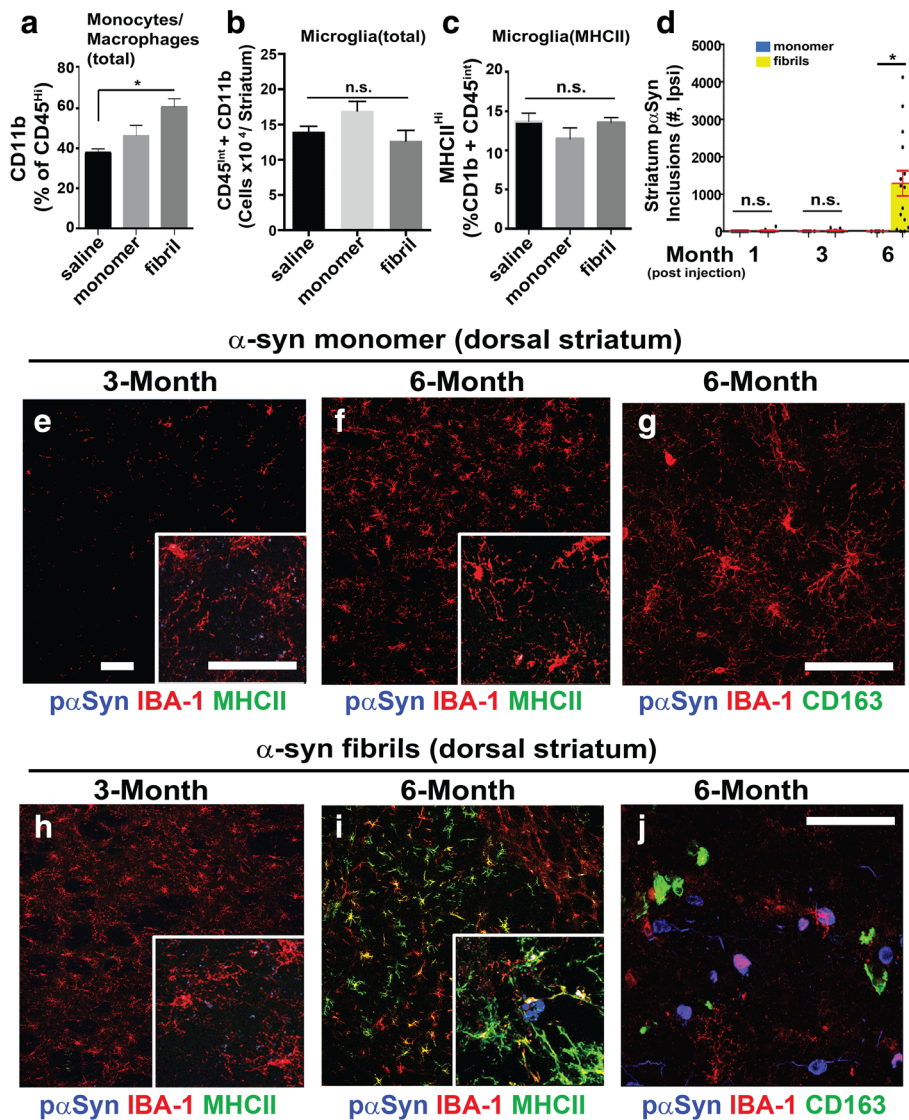 a
Monocytes/
Macrophages
(total)
CD11b
(% of CD45Hi)
80
60
40
20
0
*
saline
monomer
fibril
b
Microglia(total)
CD45Int + CD11b
(Cells x10⁴/ Striatum)
25
20
15
10
5
0
n.s.
saline
monomer
fibril
c
Microglia(MHCII)
MHCIIHi
(%CD1b + CD45int)
20
15
10
5
0
n.s.
saline
monomer
fibril
d
Striatum pαSyn
Inclusions (#, Ipsi)
5000
4000
3000
2000
1000
0
monomer
fibrils
n.s.
n.s.
*
Month 1 3 6
(post injection)
α-syn monomer (dorsal striatum)
3-Month 6-Month 6-Month
e f g
pαSyn IBA-1 MHCII pαSyn IBA-1 MHCII pαSyn IBA-1 CD163
α-syn fibrils (dorsal striatum)
3-Month 6-Month 6-Month
h i j
pαSyn IBA-1 MHCII pαSyn IBA-1 MHCII pαSyn IBA-1 CD163